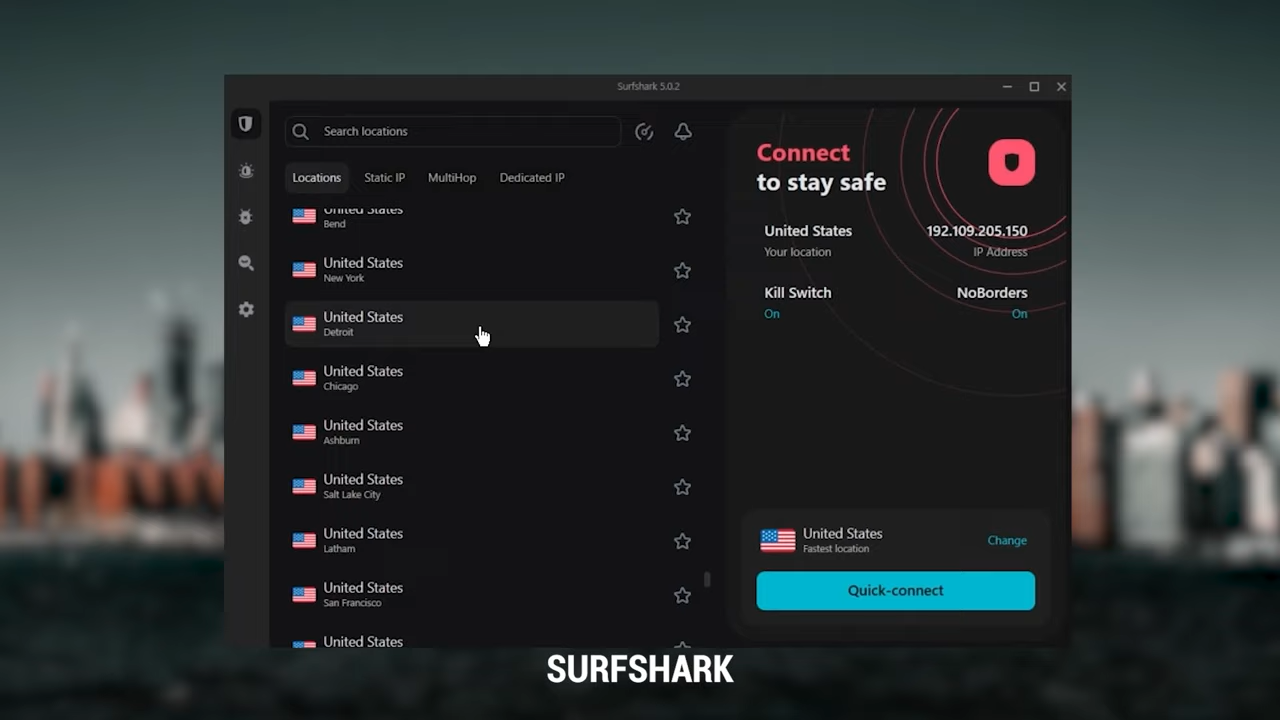 Surfshark 5.0.2
Search locations
Locations
Static IP
MultiHop
Dedicated IP
United States
Bend
United States
New York
United States
Detroit
United States
Chicago
United States
Ashburn
United States
Salt Lake City
United States
Latham
United States
San Francisco
United States
Connect
to stay safe
United States
192.109.205.150
Your location
IP Address
Kill Switch
NoBorders
On
On
United States
Fastest location
Change
Quick-connect
SURFSHARK